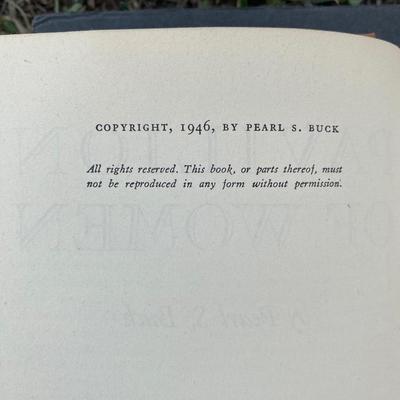 COPYRIGHT, 1946, BY PEARL S. BUCK
All rights reserved. This book, or parts thereof, must
not be reproduced in any form without permission.